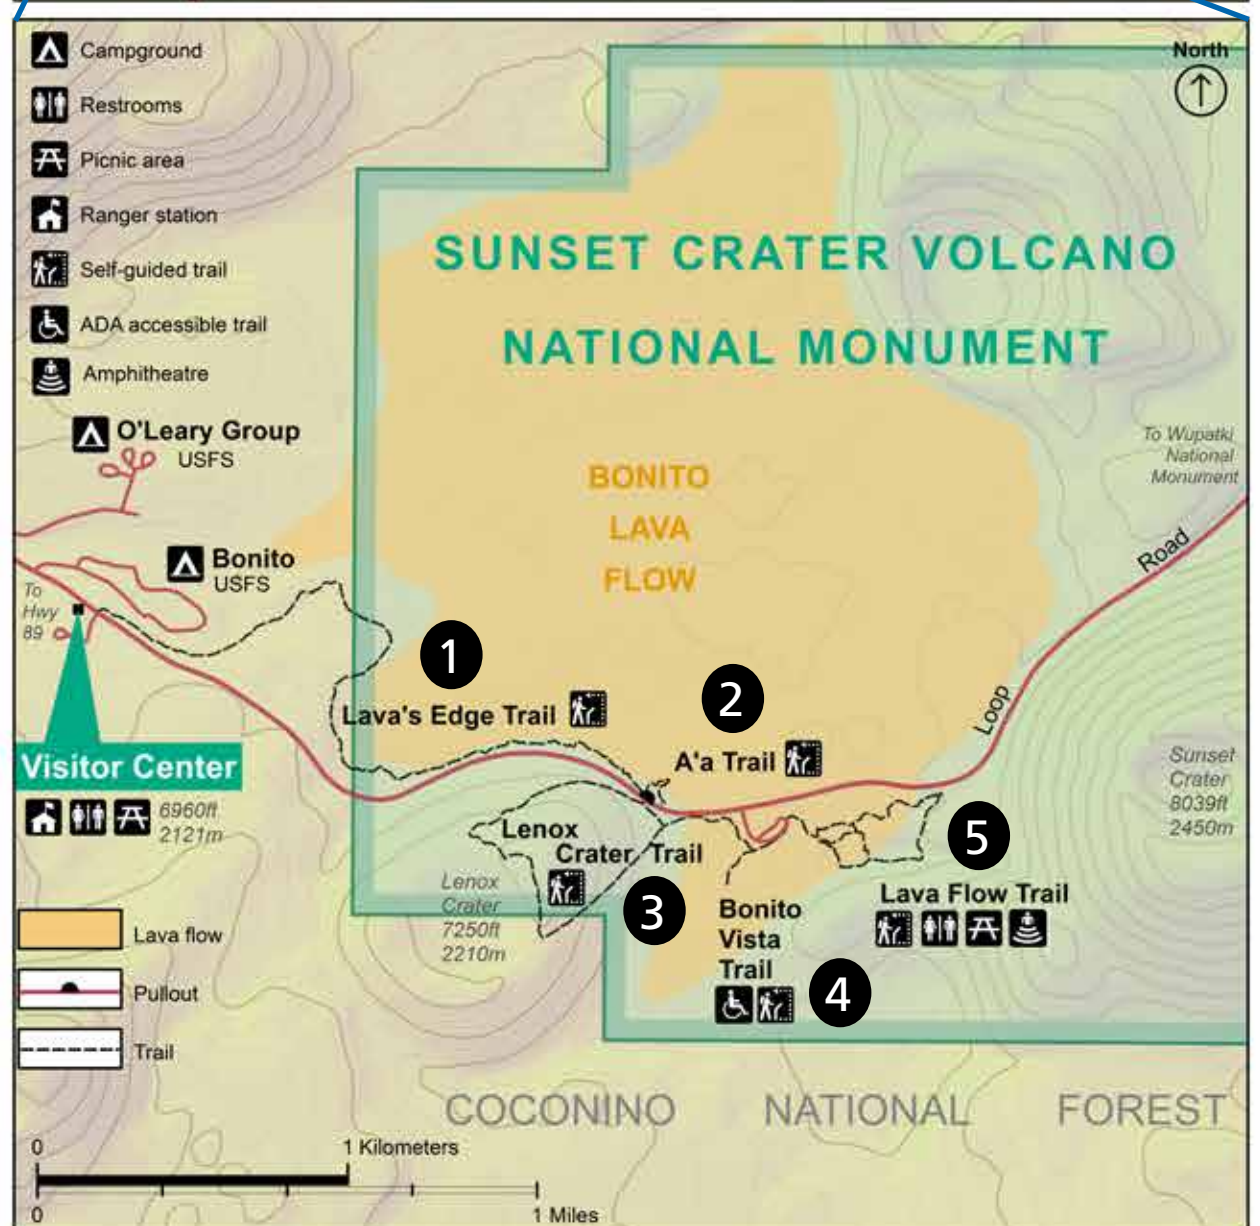 Campground
Restrooms
Picnic area
Ranger station
Self-guided trail
ADA accessible trail
Amphitheatre
North
SUNSET CRATER VOLCANO
NATIONAL MONUMENT
O'Leary Group
USFS
To Wupatki
National
Monument
BONITO
LAVA
FLOW
Bonito
USFS
To
Hwy
89
Loop Road
1
Lava's Edge Trail
2
A'a Trail
Visitor Center
6960ft
2121m
Sunset
Crater
8039ft
2450m
Lenox
Crater Trail
3
Lenox
Crater
7250ft
2210m
5
Lava Flow Trail
Bonito
Vista
Trail
4
Lava flow
Pullout
Trail
COCONINO NATIONAL FOREST
0 1 Kilometers
0 1 Miles